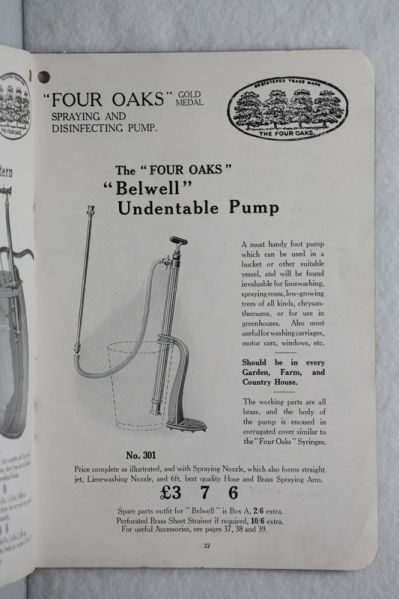 "FOUR OAKS" GOLD MEDAL
SPRAYING AND
DISINFECTING PUMP.
REGISTERED TRADE MARK
THE FOUR OAKS.
The "FOUR OAKS"
"Belwell"
Undentable Pump
A most handy foot pump
which can be used in a
bucket or other suitable
vessel, and will be found
invaluable for limewashing,
spraying roses, low-growing
trees of all kinds, chrysan-
themums, or for use in
greenhouses. Also most
useful for washing carriages,
motor cars, windows, etc.
Should be in every
Garden, Farm, and
Country House.
The working parts are all
brass, and the body of
the pump is encased in
corrugated cover similar to
the "Four Oaks" Syringes.
No. 301
Price complete as illustrated, and with Spraying Nozzle, which also forms straight
jet, Limewashing Nozzle, and 6ft. best quality Hose and Brass Spraying Arm.
£3 7 6
Spare parts outfit for "Belwell" is Box A, 2/6 extra.
Perforated Brass Sheet Strainer if required, 10/6 extra.
For useful Accessories, see pages 37, 38 and 39.
27